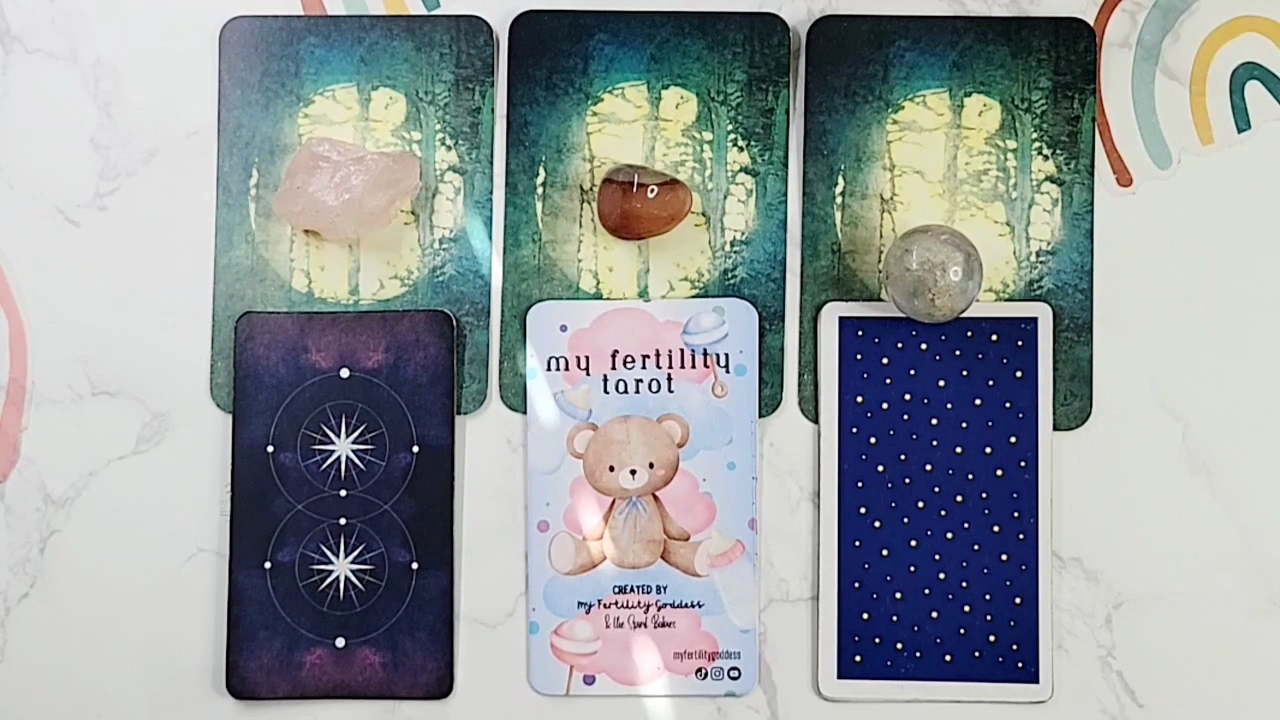 my fertility
tarot
CREATED BY
My Fertility Goddess
& the Spirit Babies
myfertilitygoddess